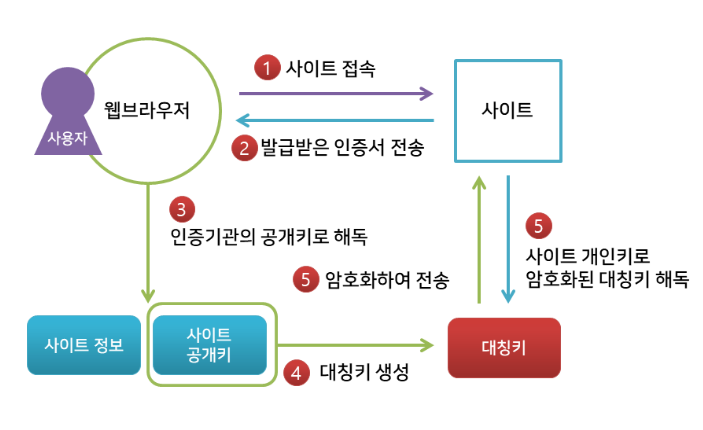 1 사이트 접속
웹브라우저
사용자
사이트
2 발급받은 인증서 전송
3
인증기관의 공개키로 해독
5 암호화하여 전송
5
사이트 개인키로
암호화된 대칭키 해독
사이트 정보
사이트
공개키
대칭키
4 대칭키 생성